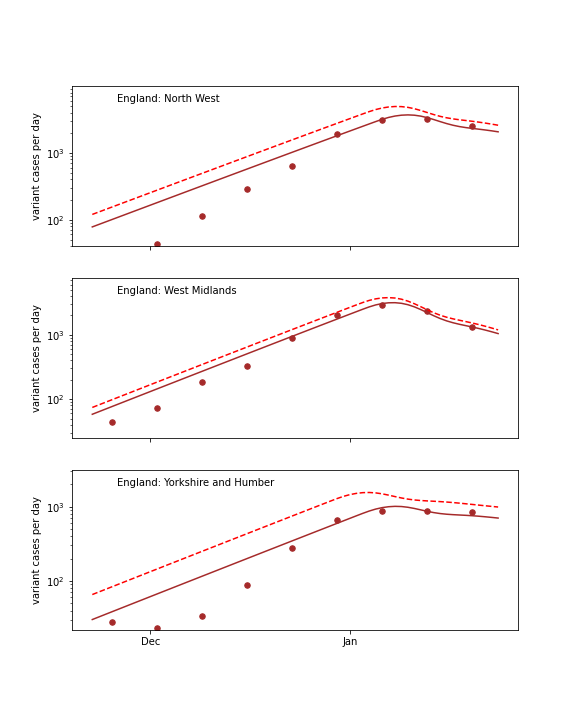 England: North West
variant cases per day
10³
10²
England: West Midlands
variant cases per day
10³
10²
England: Yorkshire and Humber
variant cases per day
10³
10²
Dec Jan